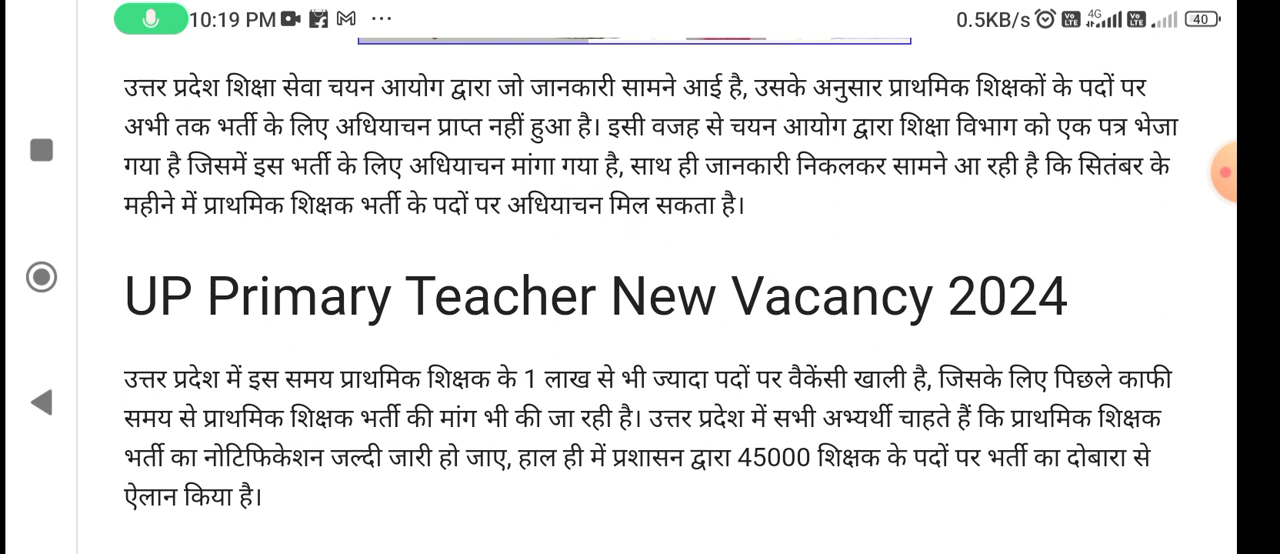 10:19 PM ... 0.5KB/s Vo LTE 4G Vo LTE 40
उत्तर प्रदेश शिक्षा सेवा चयन आयोग द्वारा जो जानकारी सामने आई है, उसके अनुसार प्राथमिक शिक्षकों के पदों पर
अभी तक भर्ती के लिए अधियाचन प्राप्त नहीं हुआ है। इसी वजह से चयन आयोग द्वारा शिक्षा विभाग को एक पत्र भेजा
गया है जिसमें इस भर्ती के लिए अधियाचन मांगा गया है, साथ ही जानकारी निकलकर सामने आ रही है कि सितंबर के
महीने में प्राथमिक शिक्षक भर्ती के पदों पर अधियाचन मिल सकता है।
UP Primary Teacher New Vacancy 2024
उत्तर प्रदेश में इस समय प्राथमिक शिक्षक के 1 लाख से भी ज्यादा पदों पर वैकेंसी खाली है, जिसके लिए पिछले काफी
समय से प्राथमिक शिक्षक भर्ती की मांग भी की जा रही है। उत्तर प्रदेश में सभी अभ्यर्थी चाहते हैं कि प्राथमिक शिक्षक
भर्ती का नोटिफिकेशन जल्दी जारी हो जाए, हाल ही में प्रशासन द्वारा 45000 शिक्षक के पदों पर भर्ती का दोबारा से
ऐलान किया है।